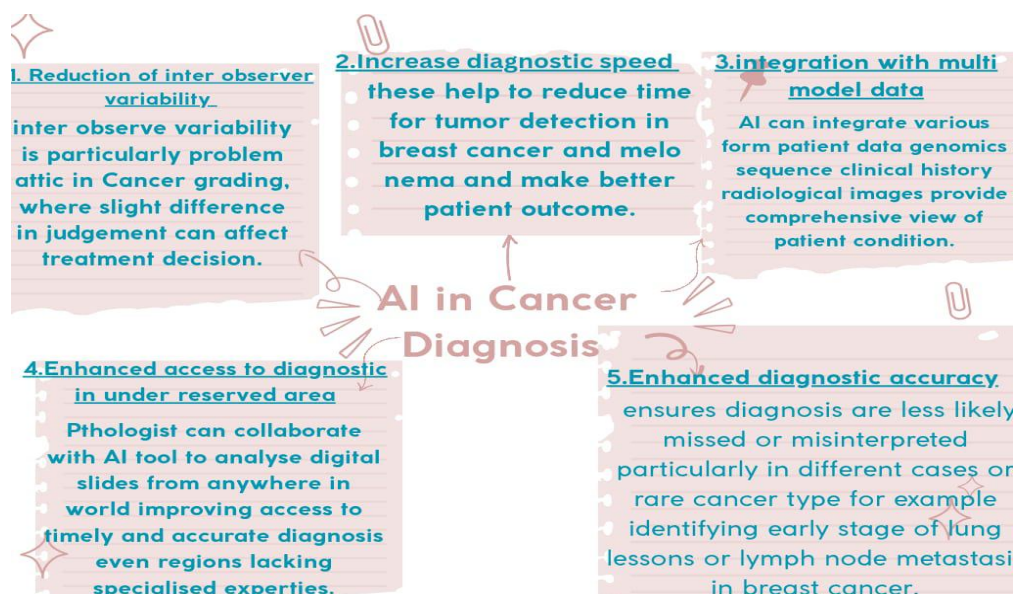 1. Reduction of inter observer
variability
inter observe variability
is particularly problem
attic in Cancer grading,
where slight difference
in judgement can affect
treatment decision.
2.Increase diagnostic speed
these help to reduce time
for tumor detection in
breast cancer and melo
nema and make better
patient outcome.
3.integration with multi
model data
AI can integrate various
form patient data genomics
sequence clinical history
radiological images provide
comprehensive view of
patient condition.
AI in Cancer
Diagnosis
4.Enhanced access to diagnostic
in under reserved area
Pthologist can collaborate
with AI tool to analyse digital
slides from anywhere in
world improving access to
timely and accurate diagnosis
even regions lacking
specialised experties.
5.Enhanced diagnostic accuracy
ensures diagnosis are less likely
missed or misinterpreted
particularly in different cases or
rare cancer type for example
identifying early stage of lung
lessons or lymph node metastasi
in breast cancer.